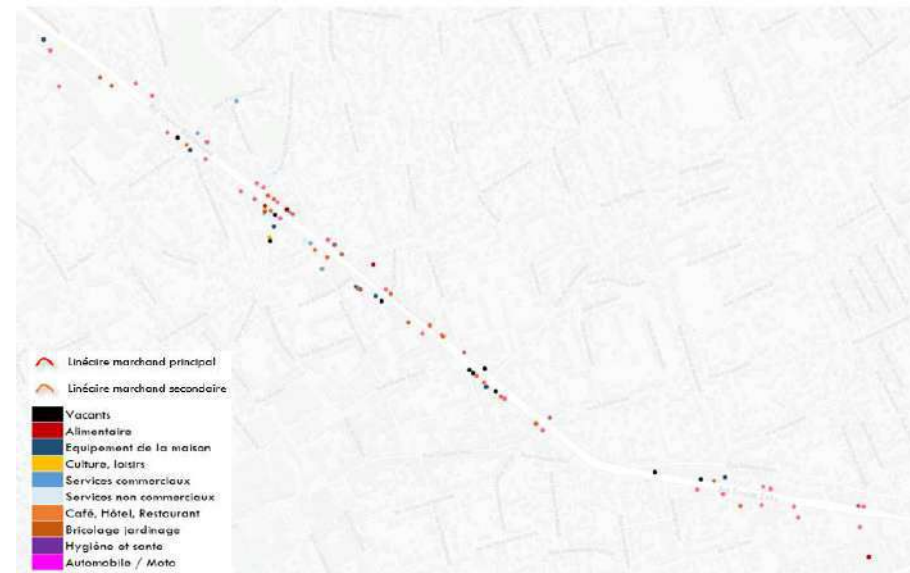 Linéaire marchand principal
Linéaire marchand secondaire
Vacants
Alimentaire
Equipement de la maison
Culture, loisirs
Services commerciaux
Services non commerciaux
Café, Hôtel, Restaurant
Bricolage jardinage
Hygiène et santé
Automobile / Moto